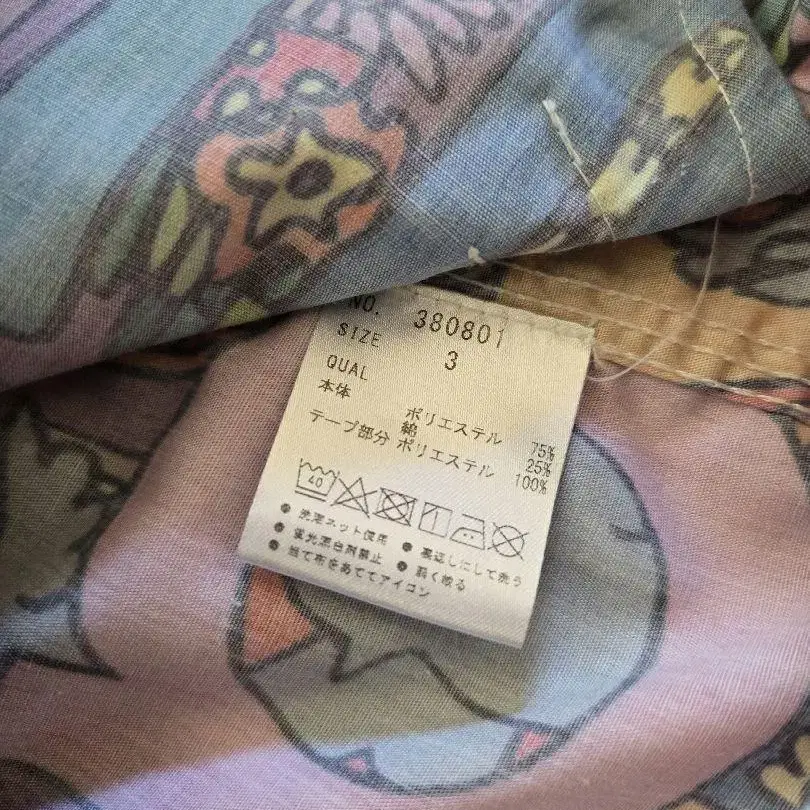 NO. 380801
SIZE 3
QUAL
本体 ポリエステル 75%
綿 25%
テープ部分 ポリエステル 100%
40
● 洗濯ネット使用 ● 裏返しにして洗う
● 蛍光漂白剤禁止 ● 弱く絞る
● 当て布をあててアイロン